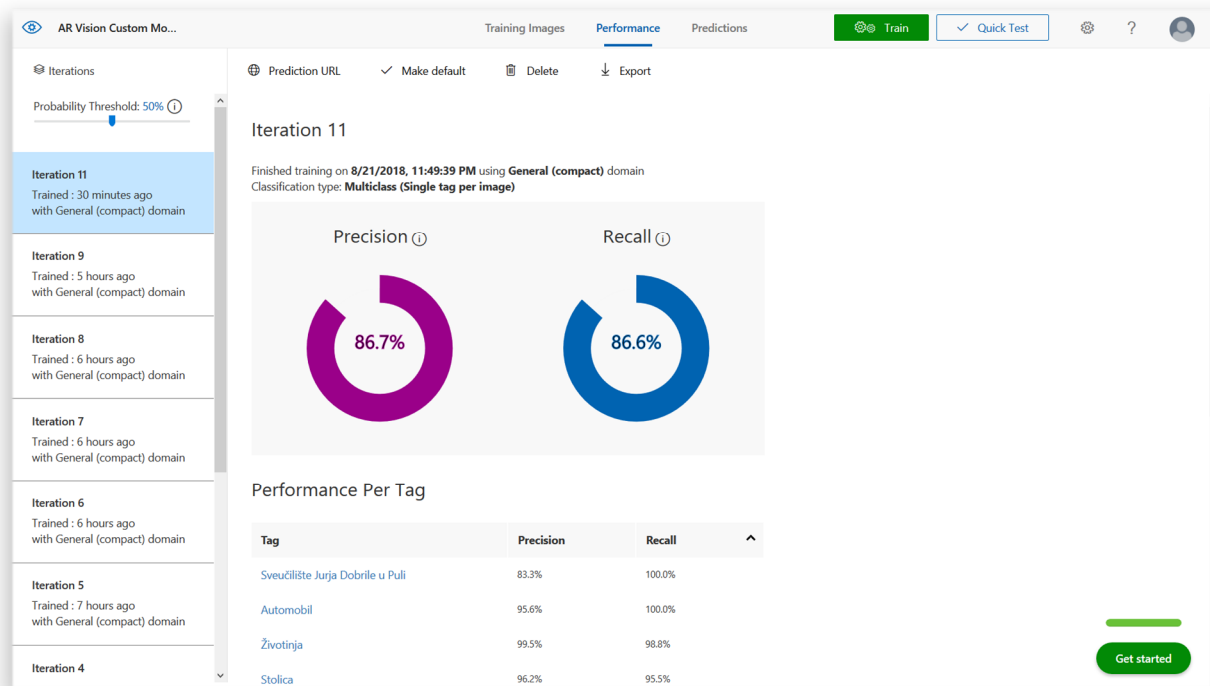 AR Vision Custom Mo...
Training Images
Performance
Predictions
Train
Quick Test
?
Iterations
Probability Threshold: 50%
Iteration 11
Trained : 30 minutes ago
with General (compact) domain
Iteration 9
Trained : 5 hours ago
with General (compact) domain
Iteration 8
Trained : 6 hours ago
with General (compact) domain
Iteration 7
Trained : 6 hours ago
with General (compact) domain
Iteration 6
Trained : 6 hours ago
with General (compact) domain
Iteration 5
Trained : 7 hours ago
with General (compact) domain
Iteration 4
Prediction URL
Make default
Delete
Export
Iteration 11
Finished training on 8/21/2018, 11:49:39 PM using General (compact) domain
Classification type: Multiclass (Single tag per image)
Precision
Recall
86.7%
86.6%
Performance Per Tag
Tag Precision Recall
Sveučilište Jurja Dobrile u Puli 83.3% 100.0%
Automobil 95.6% 100.0%
Životinja 99.5% 98.8%
Stolica 96.2% 95.5%
Get started